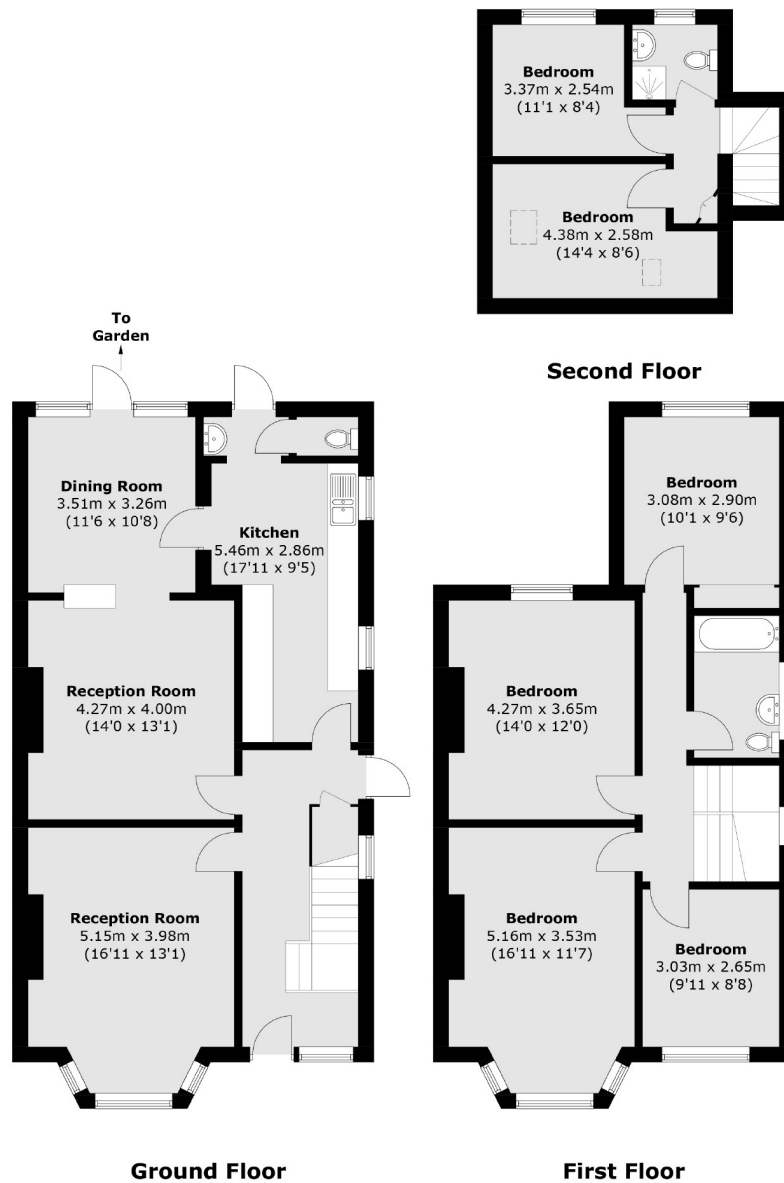 Bedroom
3.37m x 2.54m
(11'1 x 8'4)
Bedroom
4.38m x 2.58m
(14'4 x 8'6)
Second Floor
To
Garden
Dining Room
3.51m x 3.26m
(11'6 x 10'8)
Kitchen
5.46m x 2.86m
(17'11 x 9'5)
Reception Room
4.27m x 4.00m
(14'0 x 13'1)
Reception Room
5.15m x 3.98m
(16'11 x 13'1)
Ground Floor
Bedroom
3.08m x 2.90m
(10'1 x 9'6)
Bedroom
4.27m x 3.65m
(14'0 x 12'0)
Bedroom
5.16m x 3.53m
(16'11 x 11'7)
Bedroom
3.03m x 2.65m
(9'11 x 8'8)
First Floor